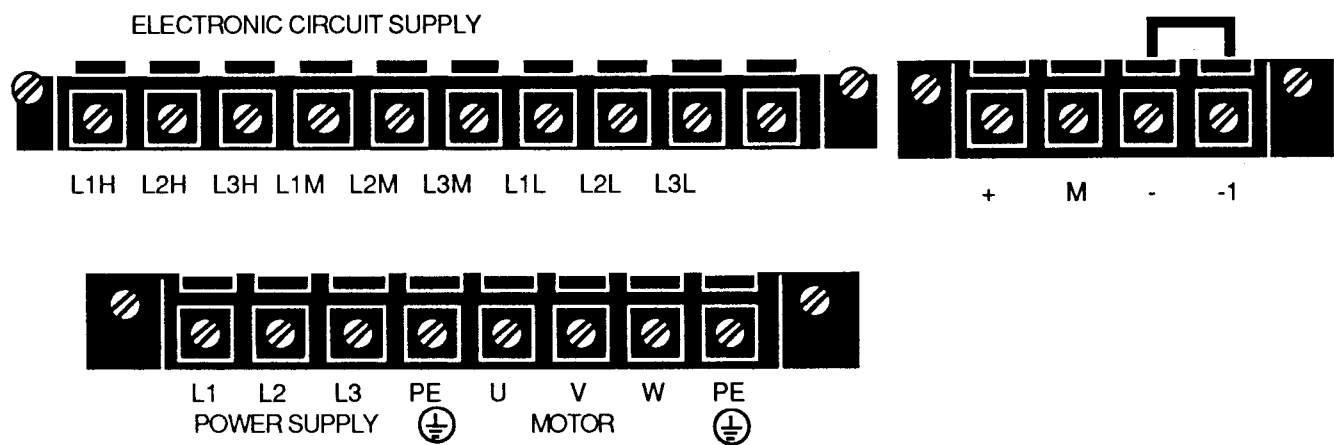 ELECTRONIC CIRCUIT SUPPLY
L1H L2H L3H L1M L2M L3M L1L L2L L3L
+ M - -1
L1 L2 L3 PE U V W PE
POWER SUPPLY MOTOR